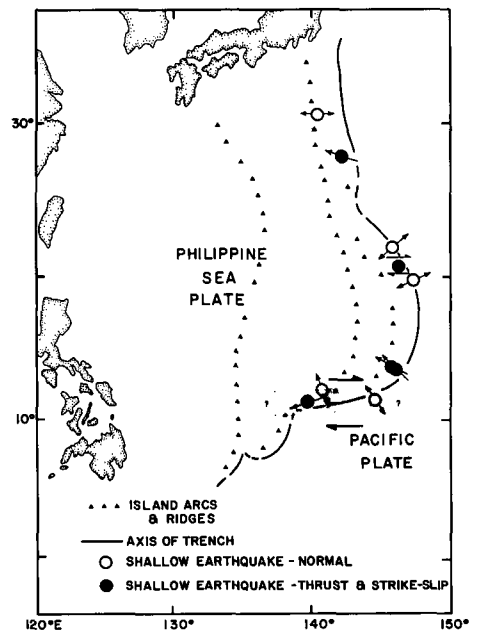 30°
PHILIPPINE
SEA
PLATE
10°
?
?
PACIFIC
PLATE
ISLAND ARCS
& RIDGES
AXIS OF TRENCH
SHALLOW EARTHQUAKE - NORMAL
SHALLOW EARTHQUAKE -THRUST & STRIKE-SLIP
120°E
130°
140°
150°